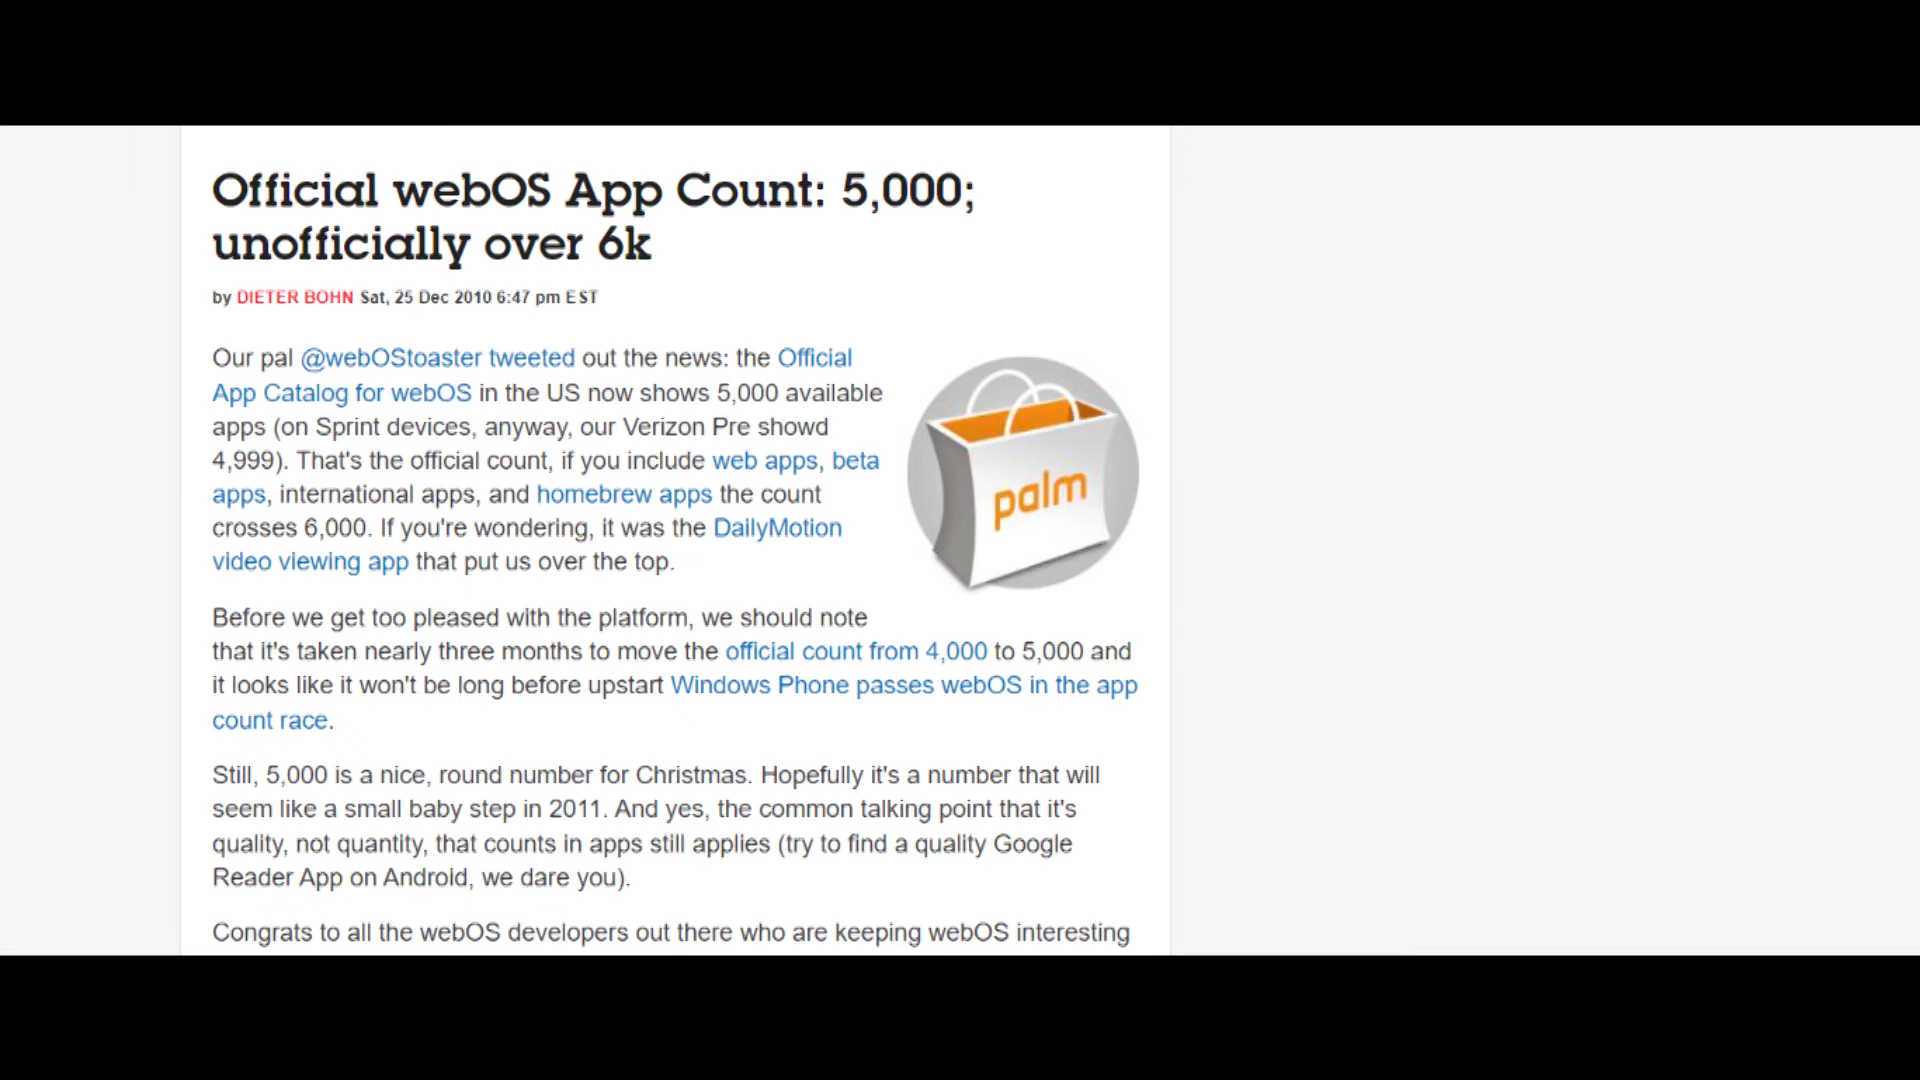 Official webOS App Count: 5,000;
unofficially over 6k
by DIETER BOHN Sat, 25 Dec 2010 6:47 pm EST
Our pal @webOStoaster tweeted out the news: the Official
App Catalog for webOS in the US now shows 5,000 available
apps (on Sprint devices, anyway, our Verizon Pre showd
4,999). That's the official count, if you include web apps, beta
apps, international apps, and homebrew apps the count
crosses 6,000. If you're wondering, it was the DailyMotion
video viewing app that put us over the top.
palm
Before we get too pleased with the platform, we should note
that it's taken nearly three months to move the official count from 4,000 to 5,000 and
it looks like it won't be long before upstart Windows Phone passes webOS in the app
count race.
Still, 5,000 is a nice, round number for Christmas. Hopefully it's a number that will
seem like a small baby step in 2011. And yes, the common talking point that it's
quality, not quantity, that counts in apps still applies (try to find a quality Google
Reader App on Android, we dare you).
Congrats to all the webOS developers out there who are keeping webOS interesting